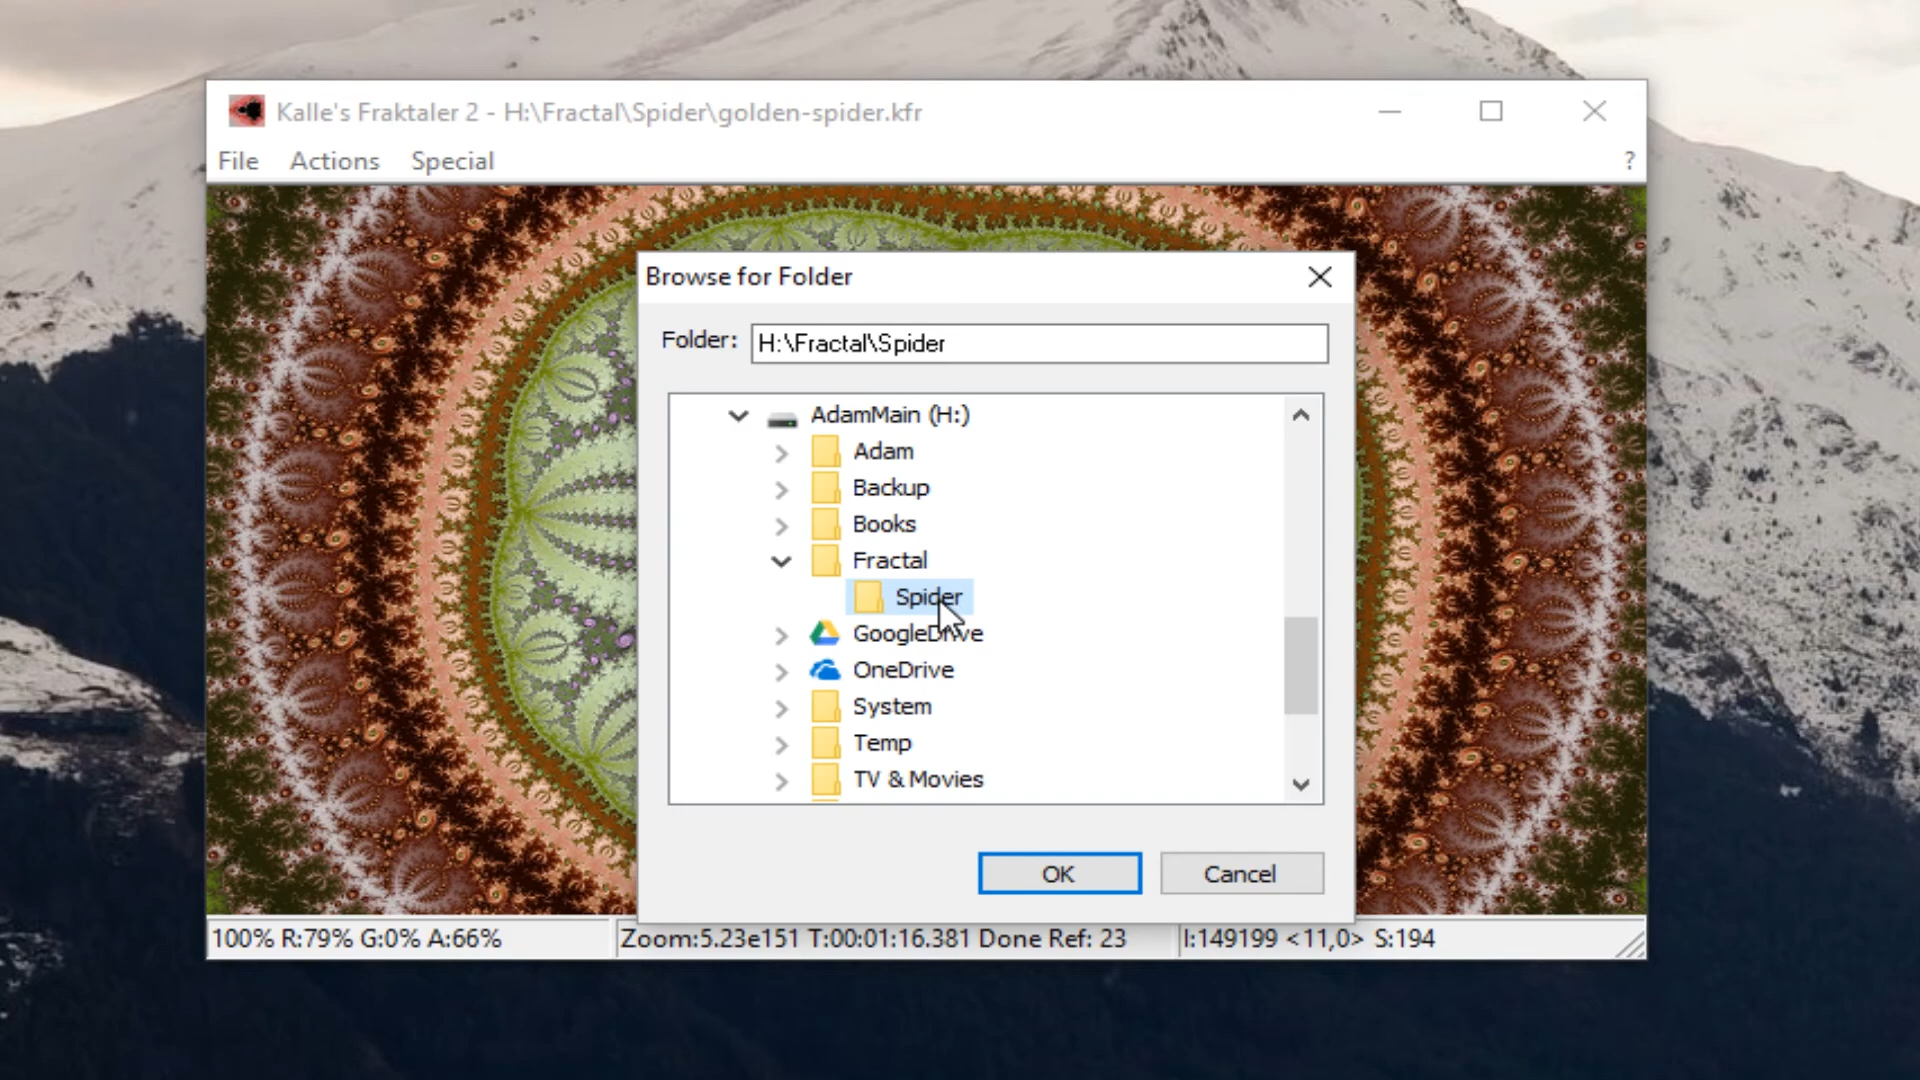 Kalle's Fraktaler 2 - H:\Fractal\Spider\golden-spider.kfr
File Actions Special ?
Browse for Folder
Folder: H:\Fractal\Spider
AdamMain (H:)
Adam
Backup
Books
Fractal
Spider
GoogleDrive
OneDrive
System
Temp
TV & Movies
OK Cancel
100% R:79% G:0% A:66% Zoom:5.23e151 T:00:01:16.381 Done Ref: 23 I:149199 <11,0> S:194